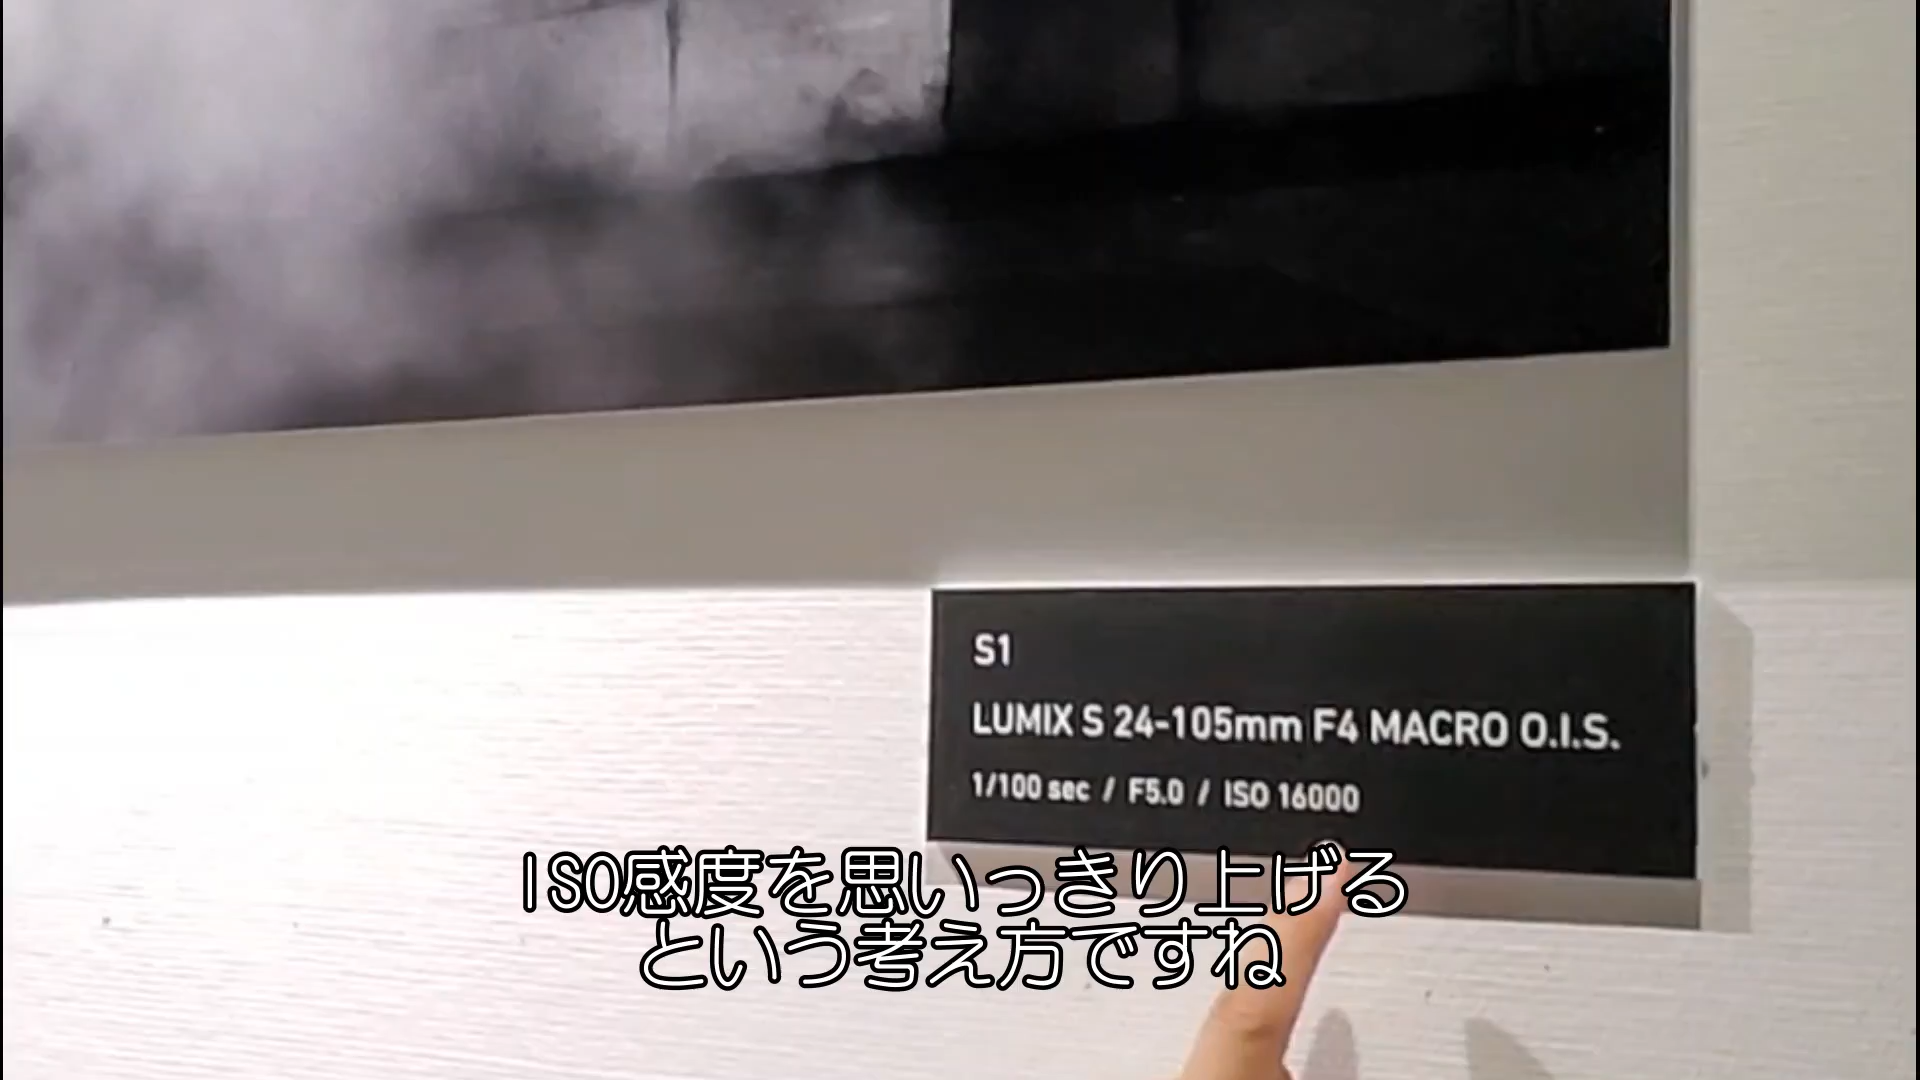 S1
LUMIX S 24-105mm F4 MACRO O.I.S.
1/100 sec / F5.0 / ISO 16000
ISO感度を思いっきり上げる
という考え方ですね